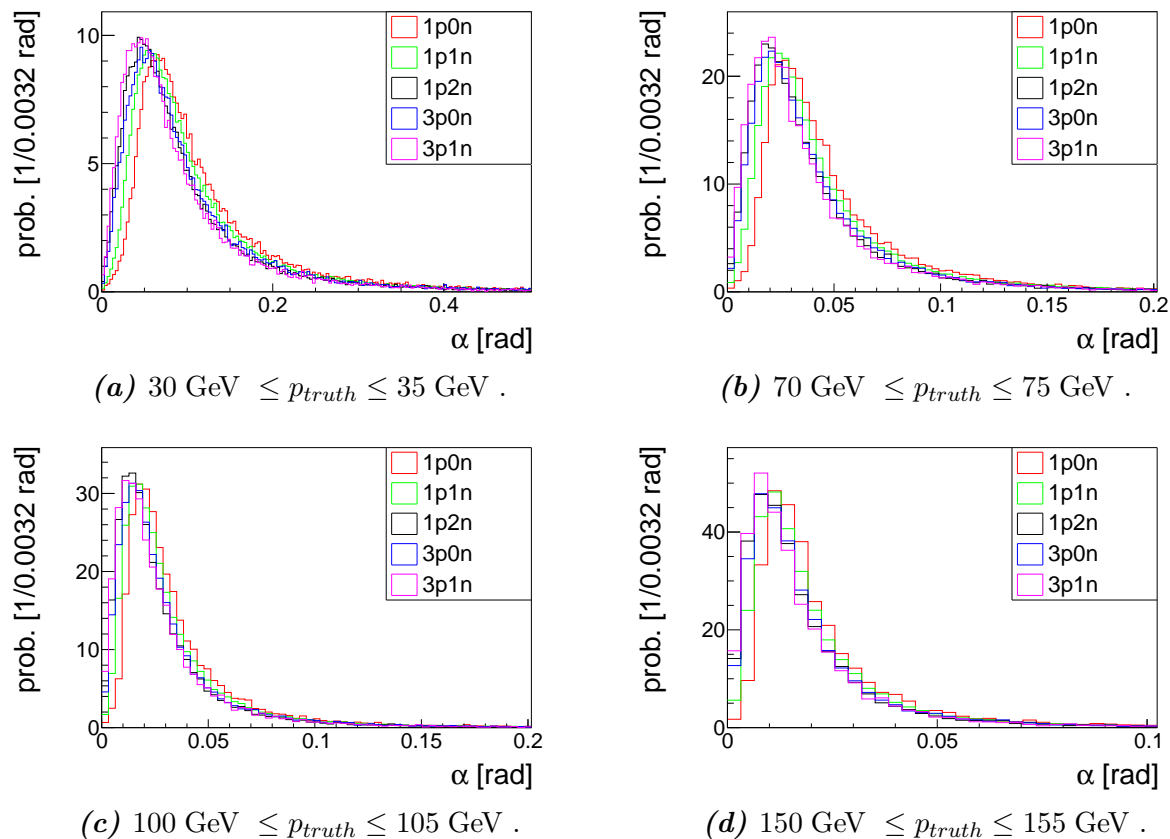 prob. [1/0.0032 rad]
10
5
0
0
0.2
0.4
α [rad]
1p0n
1p1n
1p2n
3p0n
3p1n
(a) 30 GeV ≤ p_truth ≤ 35 GeV .
prob. [1/0.0032 rad]
20
10
0
0
0.05
0.1
0.15
0.2
α [rad]
1p0n
1p1n
1p2n
3p0n
3p1n
(b) 70 GeV ≤ p_truth ≤ 75 GeV .
prob. [1/0.0032 rad]
30
20
10
0
0
0.05
0.1
0.15
0.2
α [rad]
1p0n
1p1n
1p2n
3p0n
3p1n
(c) 100 GeV ≤ p_truth ≤ 105 GeV .
prob. [1/0.0032 rad]
40
20
0
0
0.05
0.1
α [rad]
1p0n
1p1n
1p2n
3p0n
3p1n
(d) 150 GeV ≤ p_truth ≤ 155 GeV .